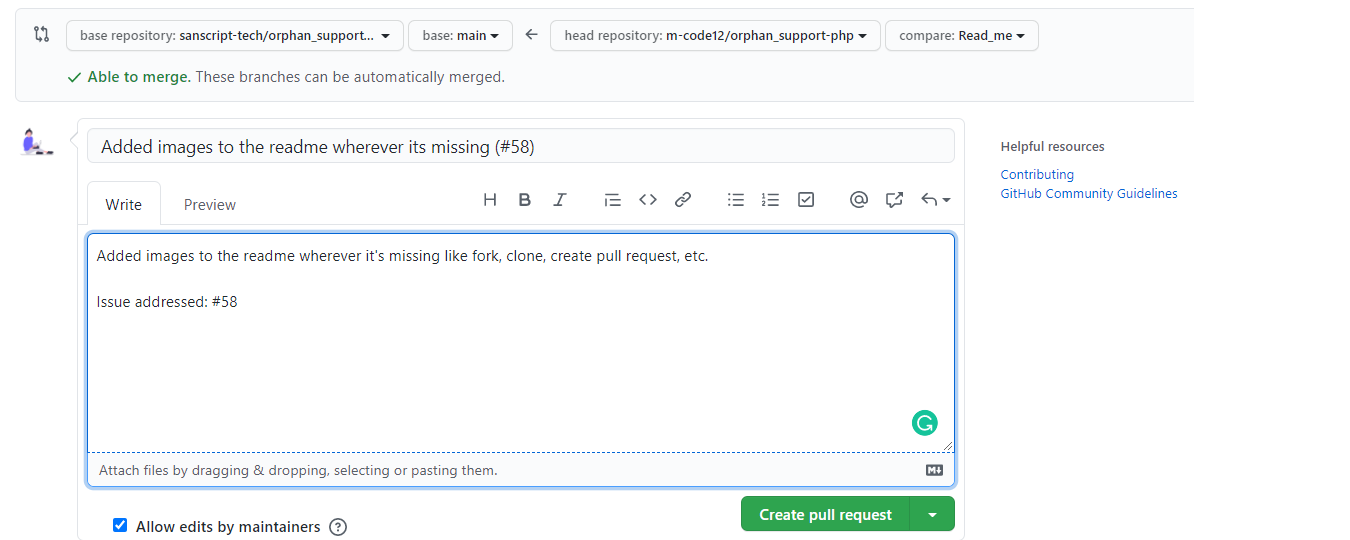 base repository: sanscript-tech/orphan_support... base: main head repository: m-code12/orphan_support-php compare: Read_me
Able to merge. These branches can be automatically merged.
Added images to the readme wherever its missing (#58)
Helpful resources
Contributing
GitHub Community Guidelines
Write Preview H B I <> @
Added images to the readme wherever it's missing like fork, clone, create pull request, etc.
Issue addressed: #58
G
Attach files by dragging & dropping, selecting or pasting them. M
Create pull request
Allow edits by maintainers ?